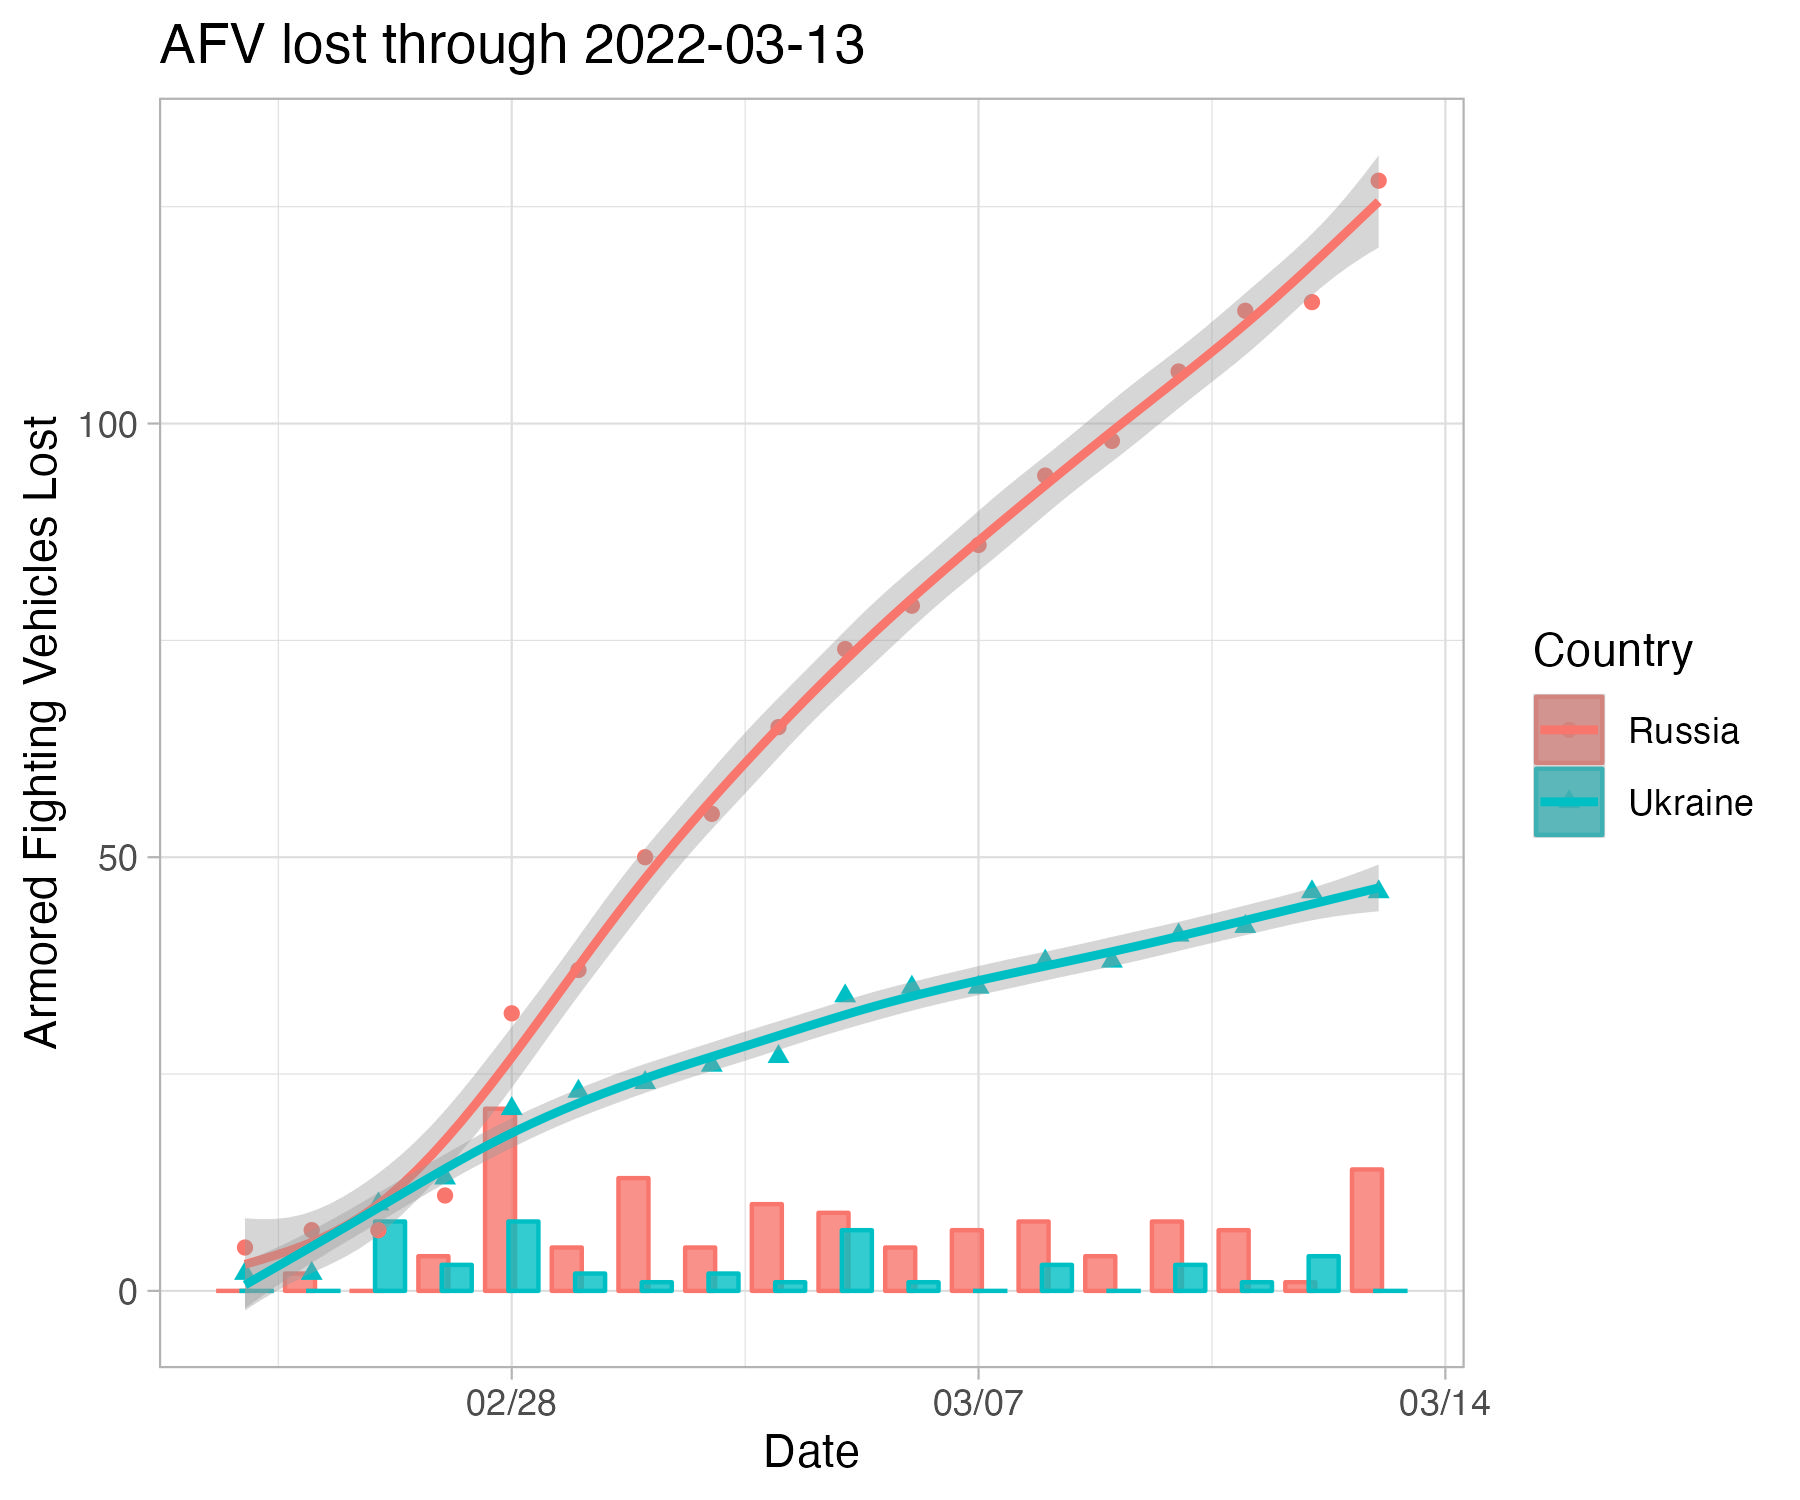 AFV lost through 2022-03-13
Armored Fighting Vehicles Lost
100
50
0
02/28
03/07
03/14
Date
Country
Russia
Ukraine